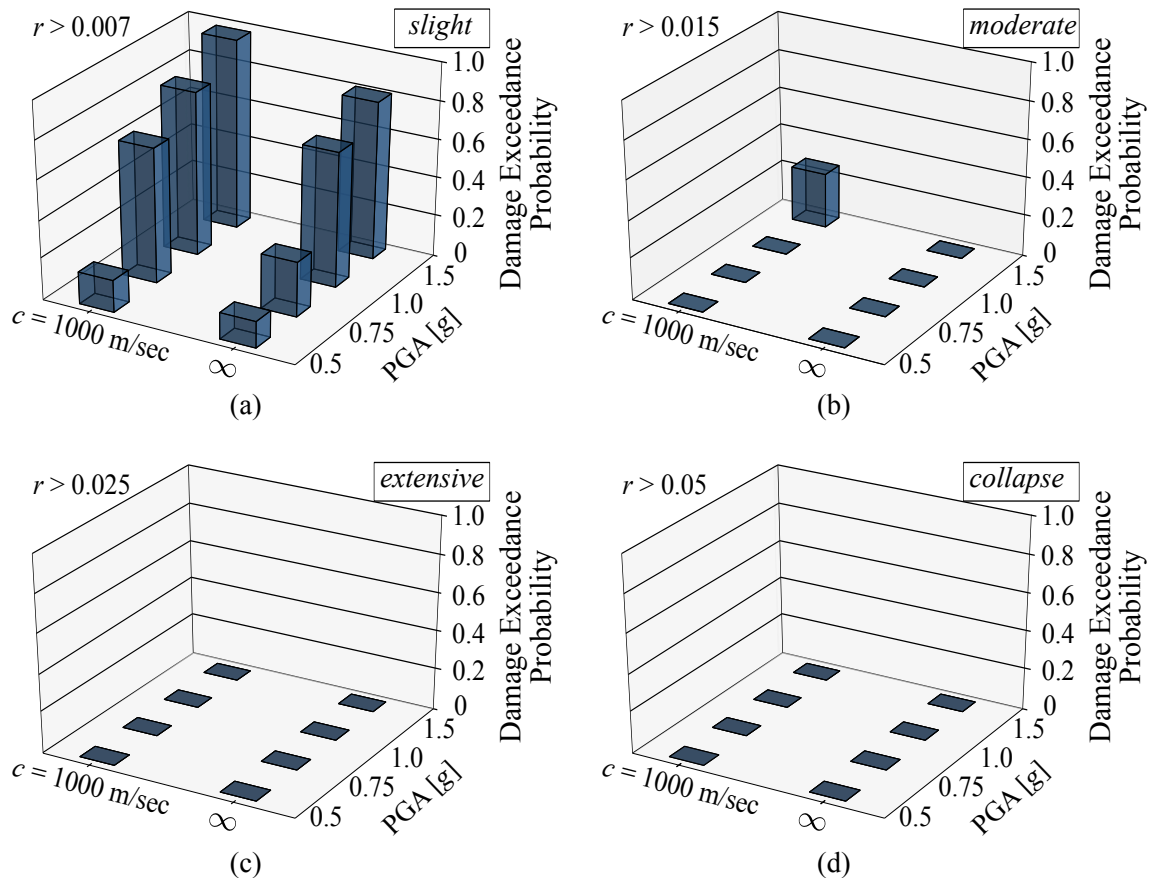 r > 0.007
slight
1.0
0.8
0.6
0.4
0.2
0
Damage Exceedance
Probability
1.5
1.0
0.75
0.5
PGA [g]
c = 1000 m/sec
∞
(a)
r > 0.015
moderate
1.0
0.8
0.6
0.4
0.2
0
Damage Exceedance
Probability
1.5
1.0
0.75
0.5
PGA [g]
c = 1000 m/sec
∞
(b)
r > 0.025
extensive
1.0
0.8
0.6
0.4
0.2
0
Damage Exceedance
Probability
1.5
1.0
0.75
0.5
PGA [g]
c = 1000 m/sec
∞
(c)
r > 0.05
collapse
1.0
0.8
0.6
0.4
0.2
0
Damage Exceedance
Probability
1.5
1.0
0.75
0.5
PGA [g]
c = 1000 m/sec
∞
(d)